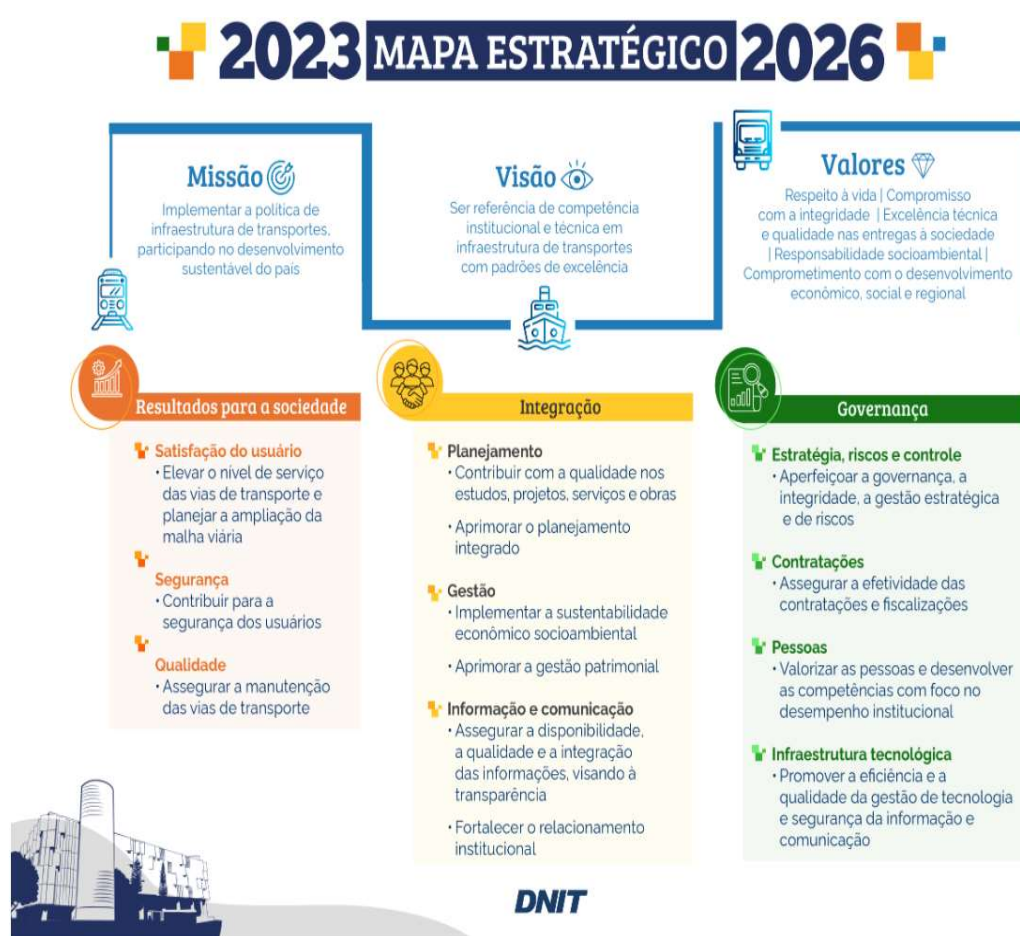 2023 MAPA ESTRATÉGICO 2026
Missão
Implementar a política de
infraestrutura de transportes,
participando no desenvolvimento
sustentável do país
Visão
Ser referência de competência
institucional e técnica em
infraestrutura de transportes
com padrões de excelência
Valores
Respeito à vida | Compromisso
com a integridade | Excelência técnica
e qualidade nas entregas à sociedade
| Responsabilidade socioambiental |
Comprometimento com o desenvolvimento
econômico, social e regional
Resultados para a sociedade
Satisfação do usuário
• Elevar o nível de serviço
das vias de transporte e
planejar a ampliação da
malha viária
Segurança
• Contribuir para a
segurança dos usuários
Qualidade
• Assegurar a manutenção
das vias de transporte
Integração
Planejamento
• Contribuir com a qualidade nos
estudos, projetos, serviços e obras
• Aprimorar o planejamento
integrado
Gestão
• Implementar a sustentabilidade
econômico socioambiental
• Aprimorar a gestão patrimonial
Informação e comunicação
• Assegurar a disponibilidade,
a qualidade e a integração
das informações, visando à
transparência
• Fortalecer o relacionamento
institucional
Governança
Estratégia, riscos e controle
• Aperfeiçoar a governança, a
integridade, a gestão estratégica
e de riscos
Contratações
• Assegurar a efetividade das
contratações e fiscalizações
Pessoas
• Valorizar as pessoas e desenvolver
as competências com foco no
desempenho institucional
Infraestrutura tecnológica
• Promover a eficiência e a
qualidade da gestão de tecnologia
e segurança da informação e
comunicação
DNIT